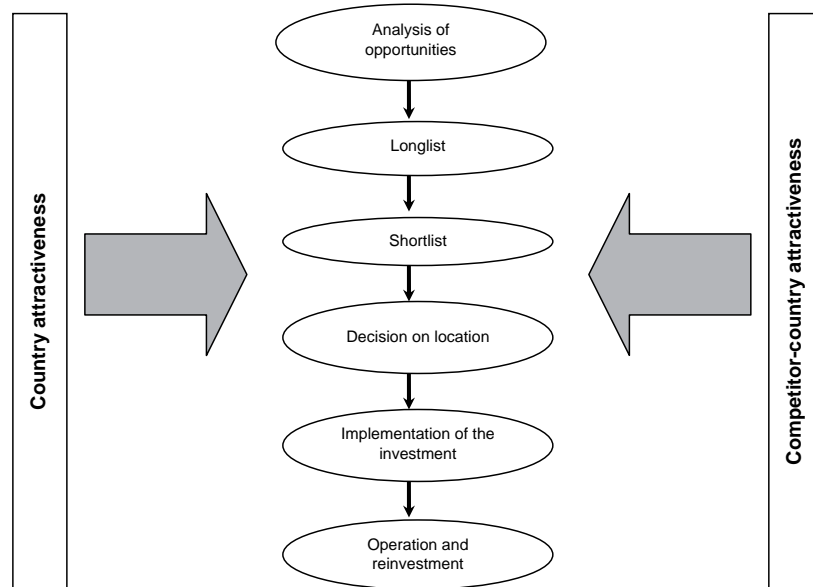 Country attractiveness
Analysis of
opportunities
Longlist
Shortlist
Decision on location
Implementation of the
investment
Operation and
reinvestment
Competitor-country attractiveness